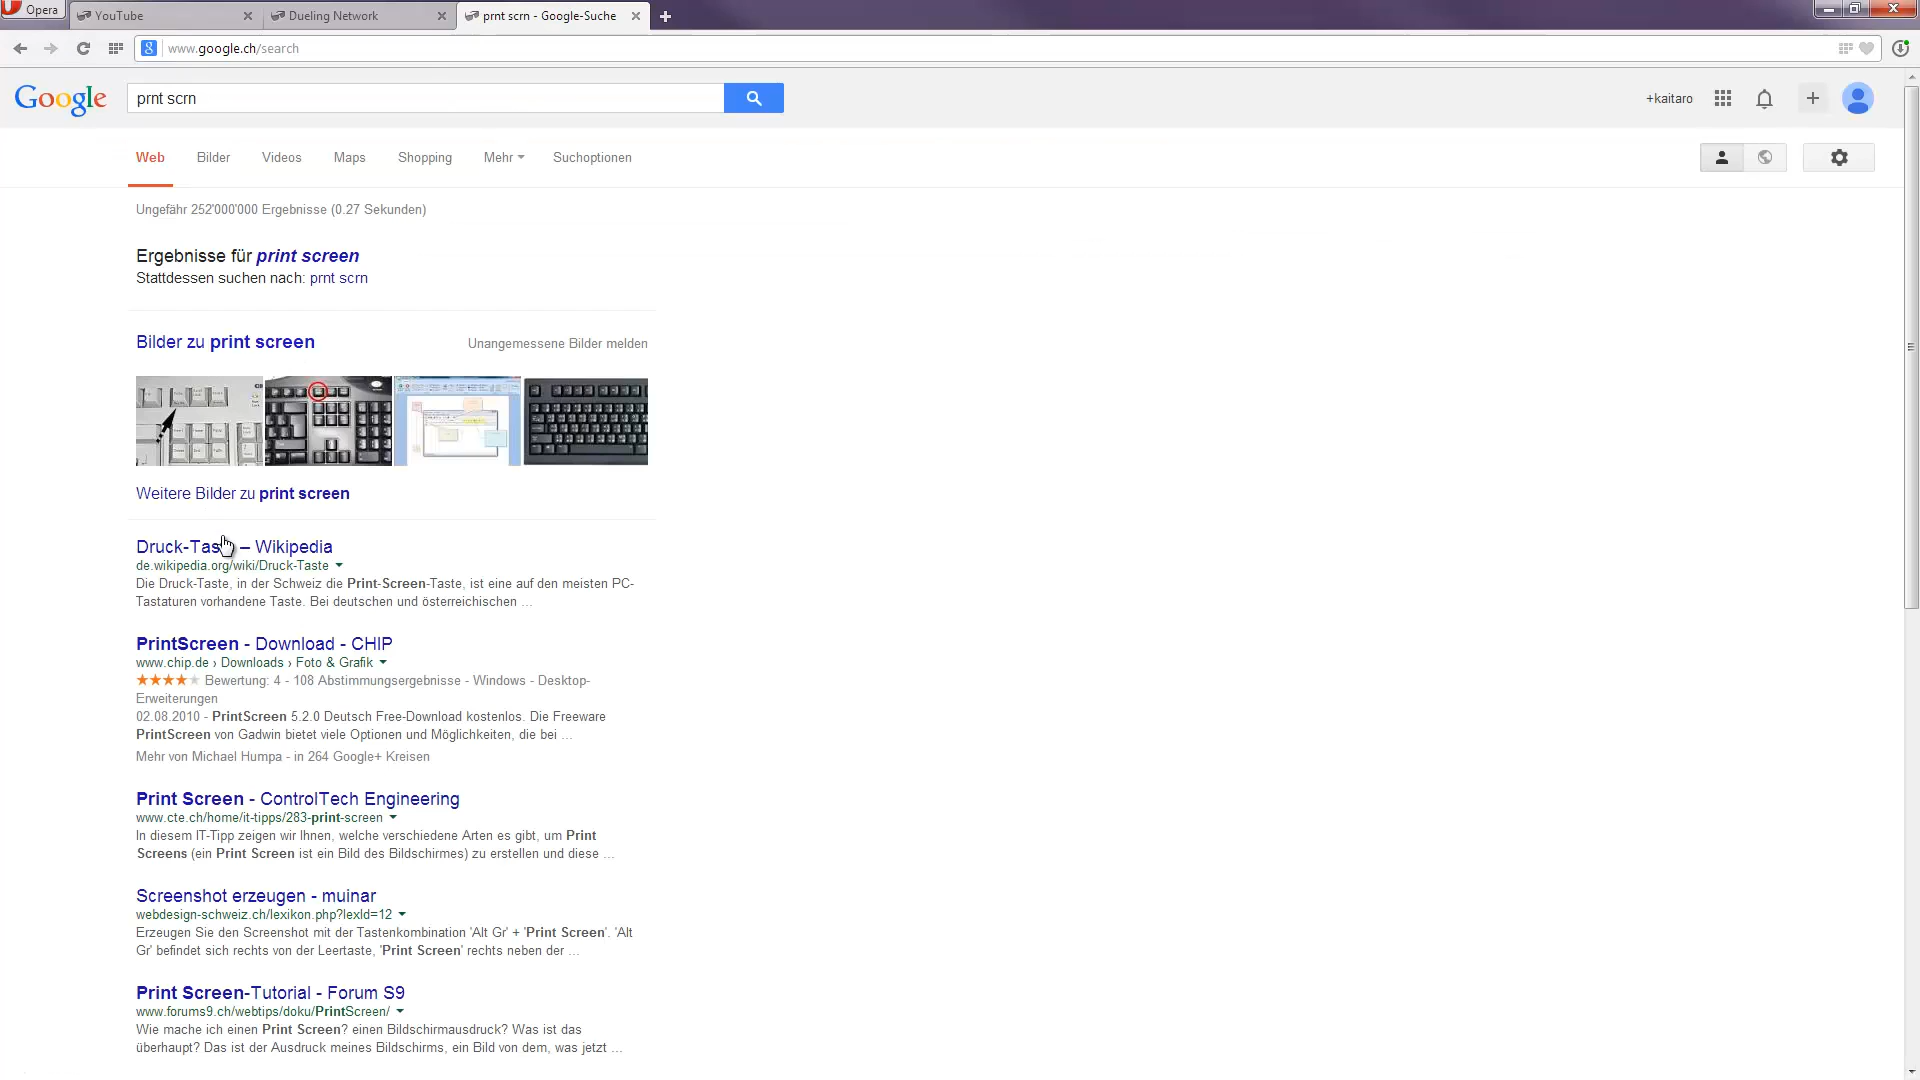 Opera
YouTube
Dueling Network
prnt scrn - Google-Suche
www.google.ch/search
Google
prnt scrn
+kaitaro
Web
Bilder
Videos
Maps
Shopping
Mehr
Suchoptionen
Ungefähr 252'000'000 Ergebnisse (0.27 Sekunden)
Ergebnisse für print screen
Stattdessen suchen nach: prnt scrn
Bilder zu print screen
Unangemessene Bilder melden
Weitere Bilder zu print screen
Druck-Taste – Wikipedia
de.wikipedia.org/wiki/Druck-Taste
Die Druck-Taste, in der Schweiz die Print-Screen-Taste, ist eine auf den meisten PC-
Tastaturen vorhandene Taste. Bei deutschen und österreichischen ...
PrintScreen - Download - CHIP
www.chip.de › Downloads › Foto & Grafik
Bewertung: 4 - 108 Abstimmungsergebnisse - Windows - Desktop-
Erweiterungen
02.08.2010 - PrintScreen 5.2.0 Deutsch Free-Download kostenlos. Die Freeware
PrintScreen von Gadwin bietet viele Optionen und Möglichkeiten, die bei ...
Mehr von Michael Humpa - in 264 Google+ Kreisen
Print Screen - ControlTech Engineering
www.cte.ch/home/it-tipps/283-print-screen
In diesem IT-Tipp zeigen wir Ihnen, welche verschiedene Arten es gibt, um Print
Screens (ein Print Screen ist ein Bild des Bildschirmes) zu erstellen und diese ...
Screenshot erzeugen - muinar
webdesign-schweiz.ch/lexikon.php?lexId=12
Erzeugen Sie den Screenshot mit der Tastenkombination 'Alt Gr' + 'Print Screen'. 'Alt
Gr' befindet sich rechts von der Leertaste, 'Print Screen' rechts neben der ...
Print Screen-Tutorial - Forum S9
www.forums9.ch/webtips/doku/PrintScreen/
Wie mache ich einen Print Screen? einen Bildschirmausdruck? Was ist das
überhaupt? Das ist der Ausdruck meines Bildschirms, ein Bild von dem, was jetzt ...